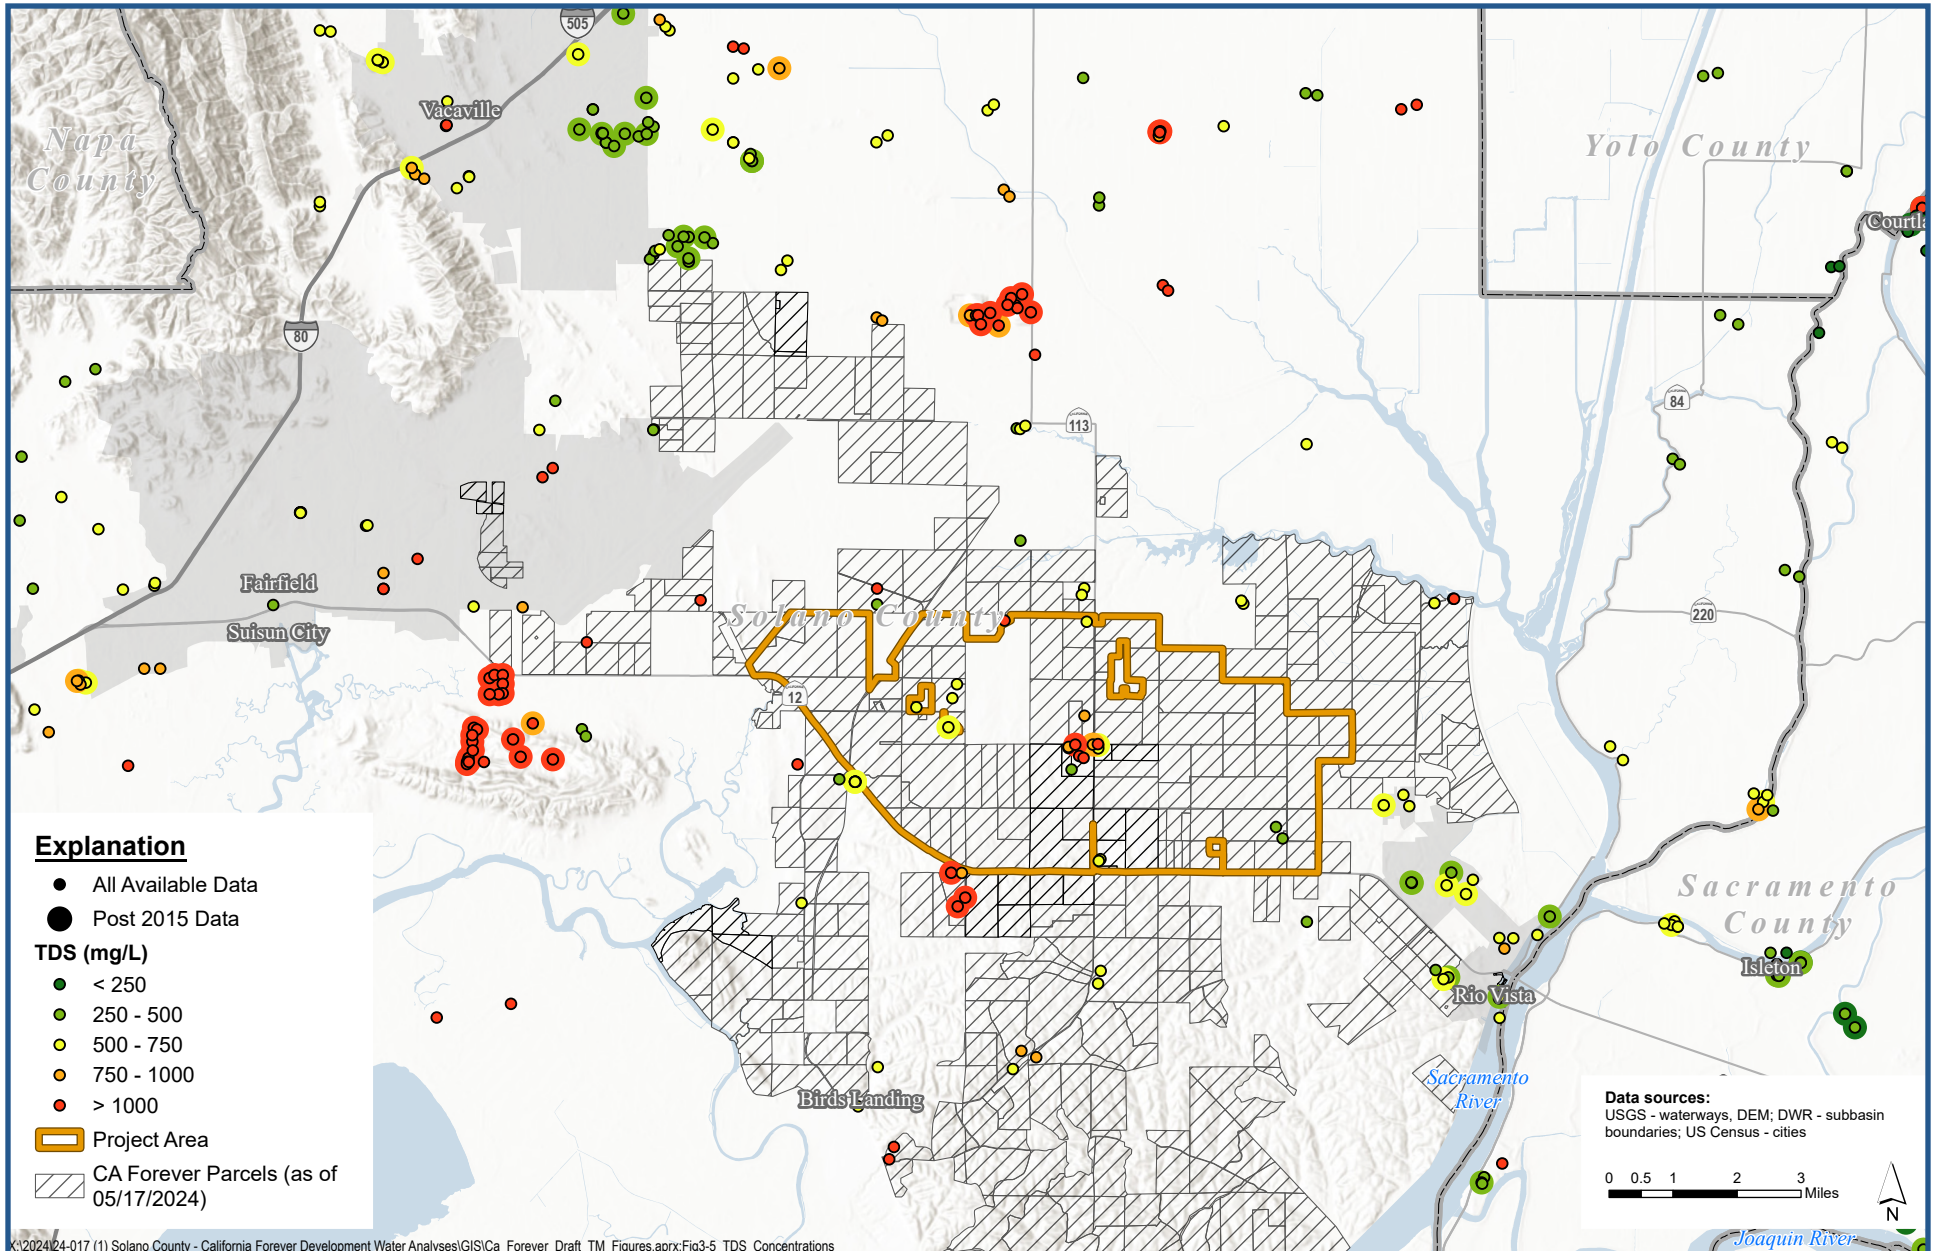 505
Vacaville
Napa
County
Yolo County
Courtla
80
113
84
220
Fairfield
Suisun City
Solano County
12
Sacramento
County
Isleton
Rio Vista
Sacramento
River
Birds Landing
Joaquin River
Explanation
All Available Data
Post 2015 Data
TDS (mg/L)
< 250
250 - 500
500 - 750
750 - 1000
> 1000
Project Area
CA Forever Parcels (as of
05/17/2024)
Data sources:
USGS - waterways, DEM; DWR - subbasin
boundaries; US Census - cities
0 0.5 1 2 3
Miles
N
X:\2024\24-017 (1) Solano County - California Forever Development Water Analyses\GIS\Ca_Forever_Draft_TM_Figures.aprx:Fig3-5_TDS_Concentrations